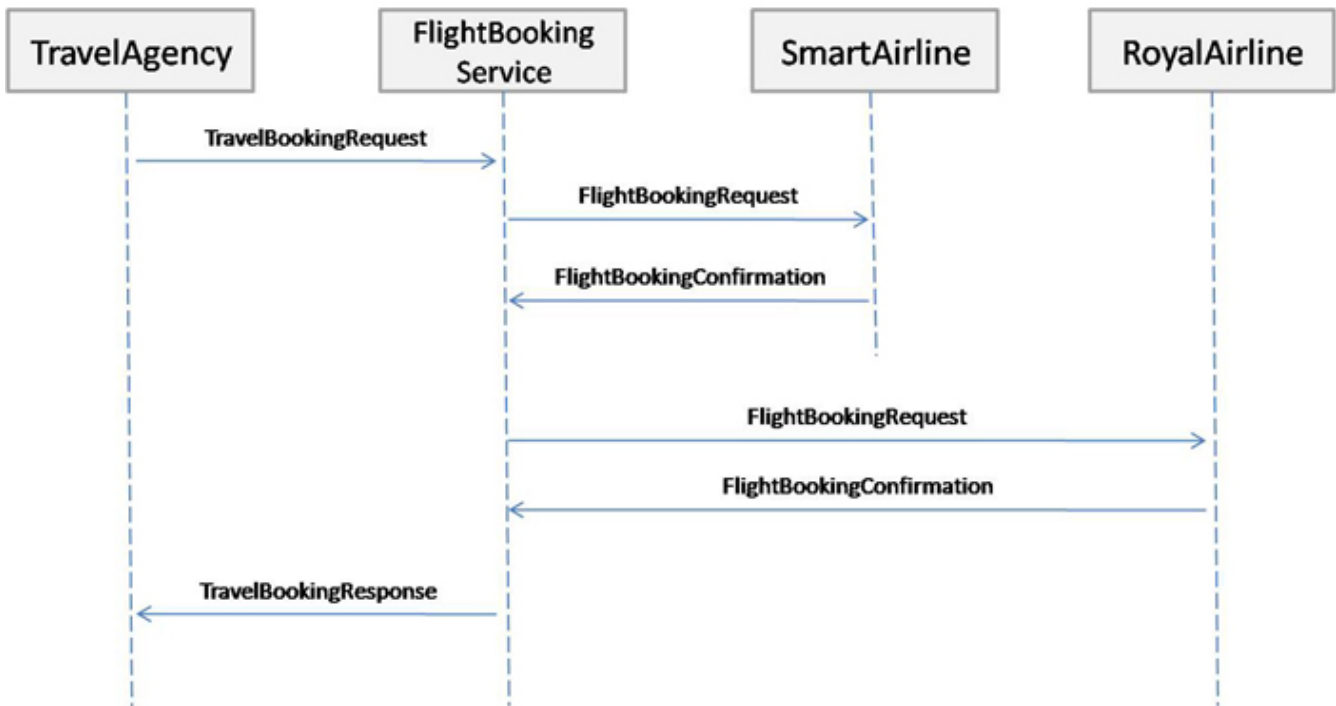 TravelAgency
FlightBooking
Service
SmartAirline
RoyalAirline
TravelBookingRequest
FlightBookingRequest
FlightBookingConfirmation
FlightBookingRequest
FlightBookingConfirmation
TravelBookingResponse